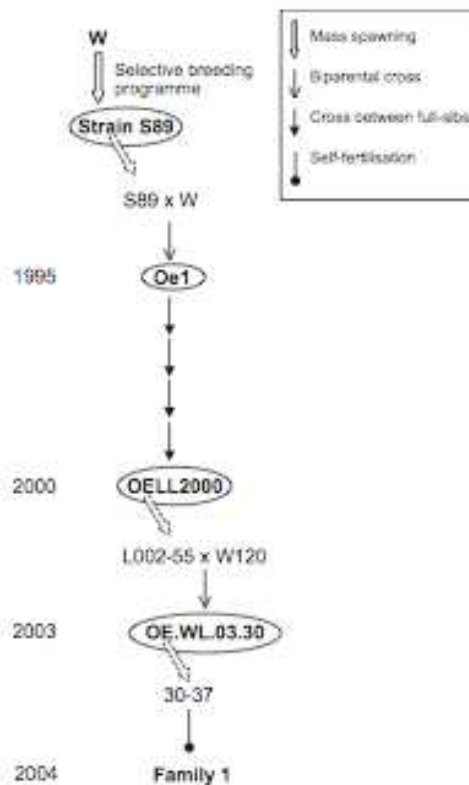 W
Selective breeding
programme
Strain S89
S89 x W
1995
Oe1
2000
OELL2000
L002-55 x W120
2003
OE.WL.03.30
30-37
2004
Family 1
Mass spawning
Biparental cross
Cross between full-sibs
Self-fertilisation